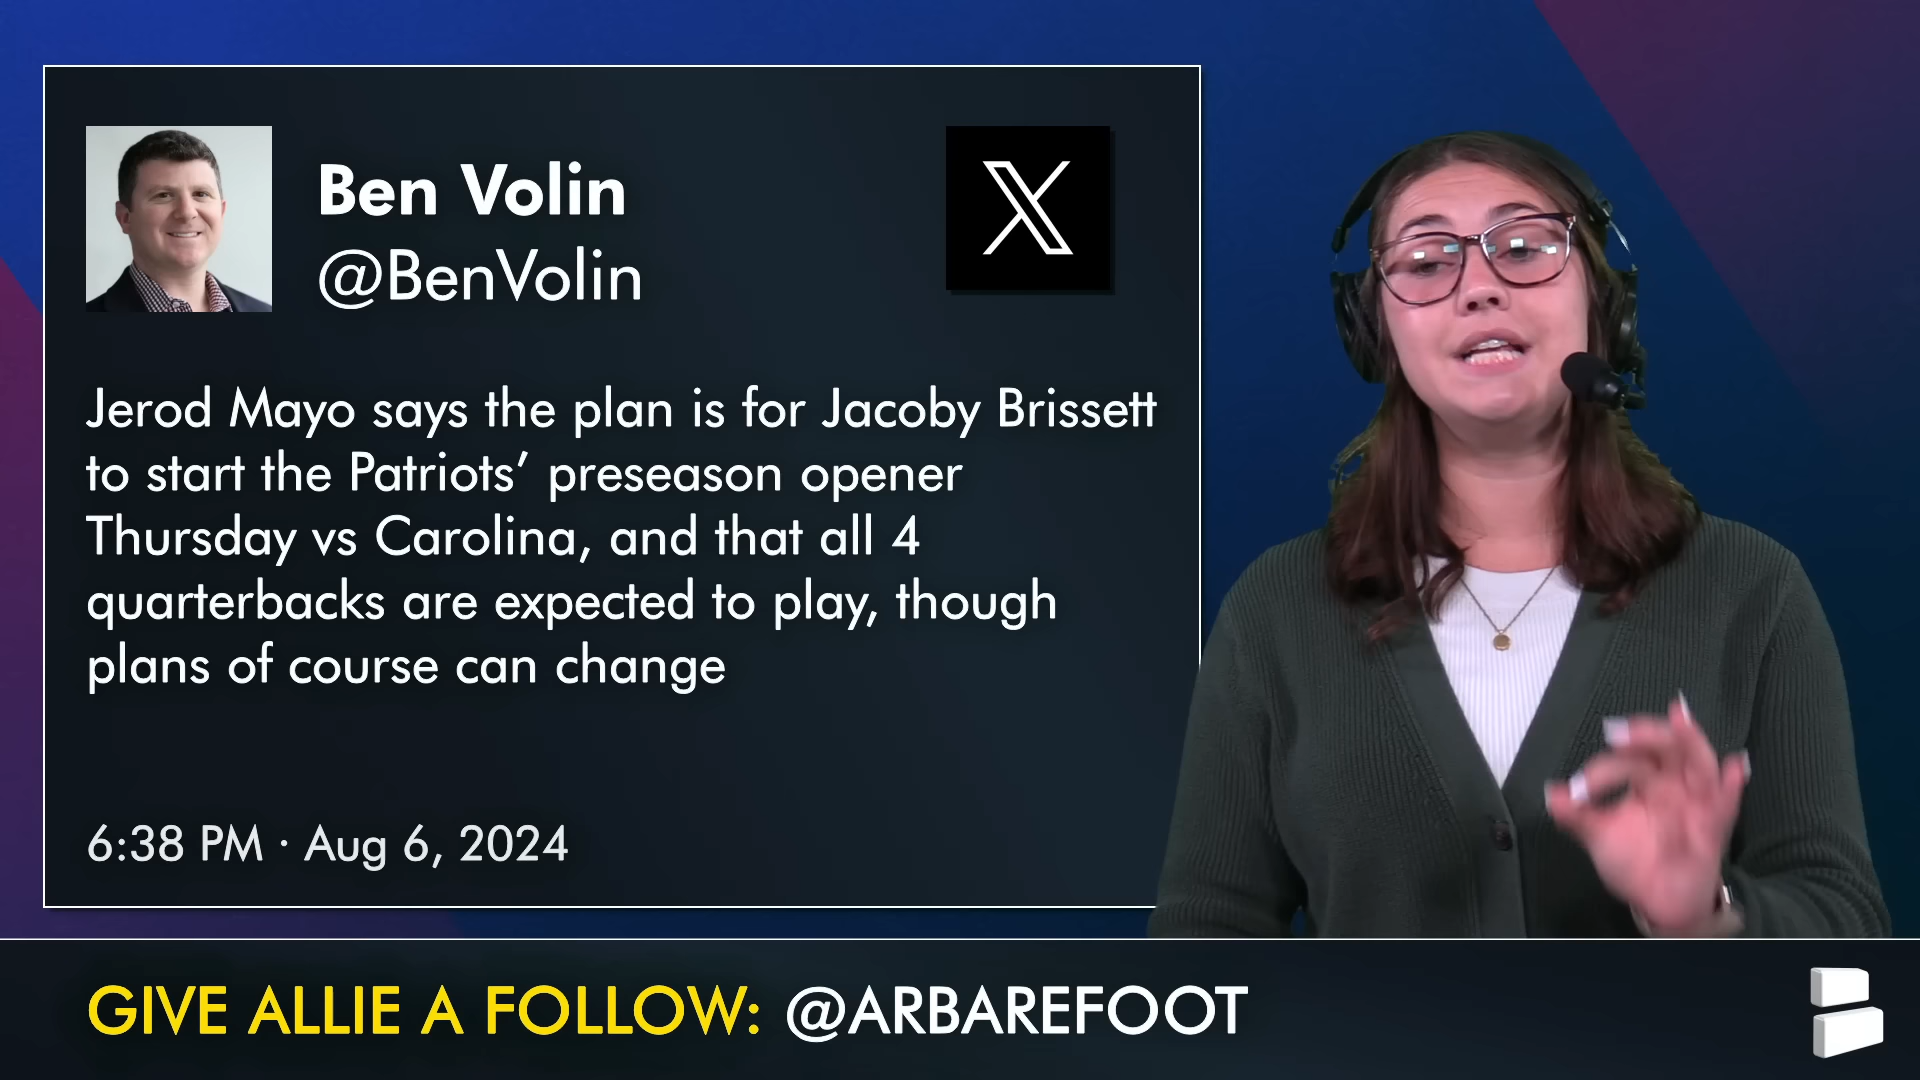 Ben Volin
@BenVolin
Jerod Mayo says the plan is for Jacoby Brissett
to start the Patriots’ preseason opener
Thursday vs Carolina, and that all 4
quarterbacks are expected to play, though
plans of course can change
6:38 PM · Aug 6, 2024
GIVE ALLIE A FOLLOW: @ARBAREFOOT